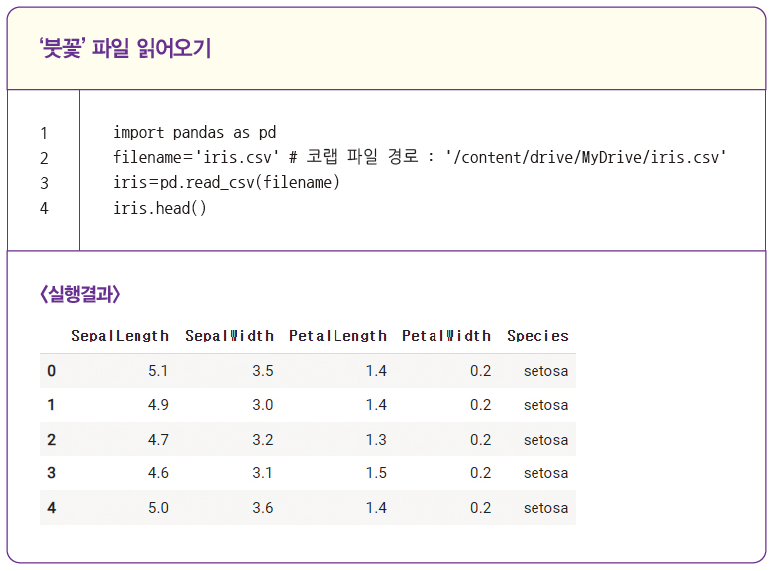 ‘붓꽃’ 파일 읽어오기
1 import pandas as pd
2 filename='iris.csv' # 코랩 파일 경로 : '/content/drive/MyDrive/iris.csv'
3 iris=pd.read_csv(filename)
4 iris.head()
〈실행결과〉
SepalLength SepalWidth PetalLength PetalWidth Species
0 5.1 3.5 1.4 0.2 setosa
1 4.9 3.0 1.4 0.2 setosa
2 4.7 3.2 1.3 0.2 setosa
3 4.6 3.1 1.5 0.2 setosa
4 5.0 3.6 1.4 0.2 setosa